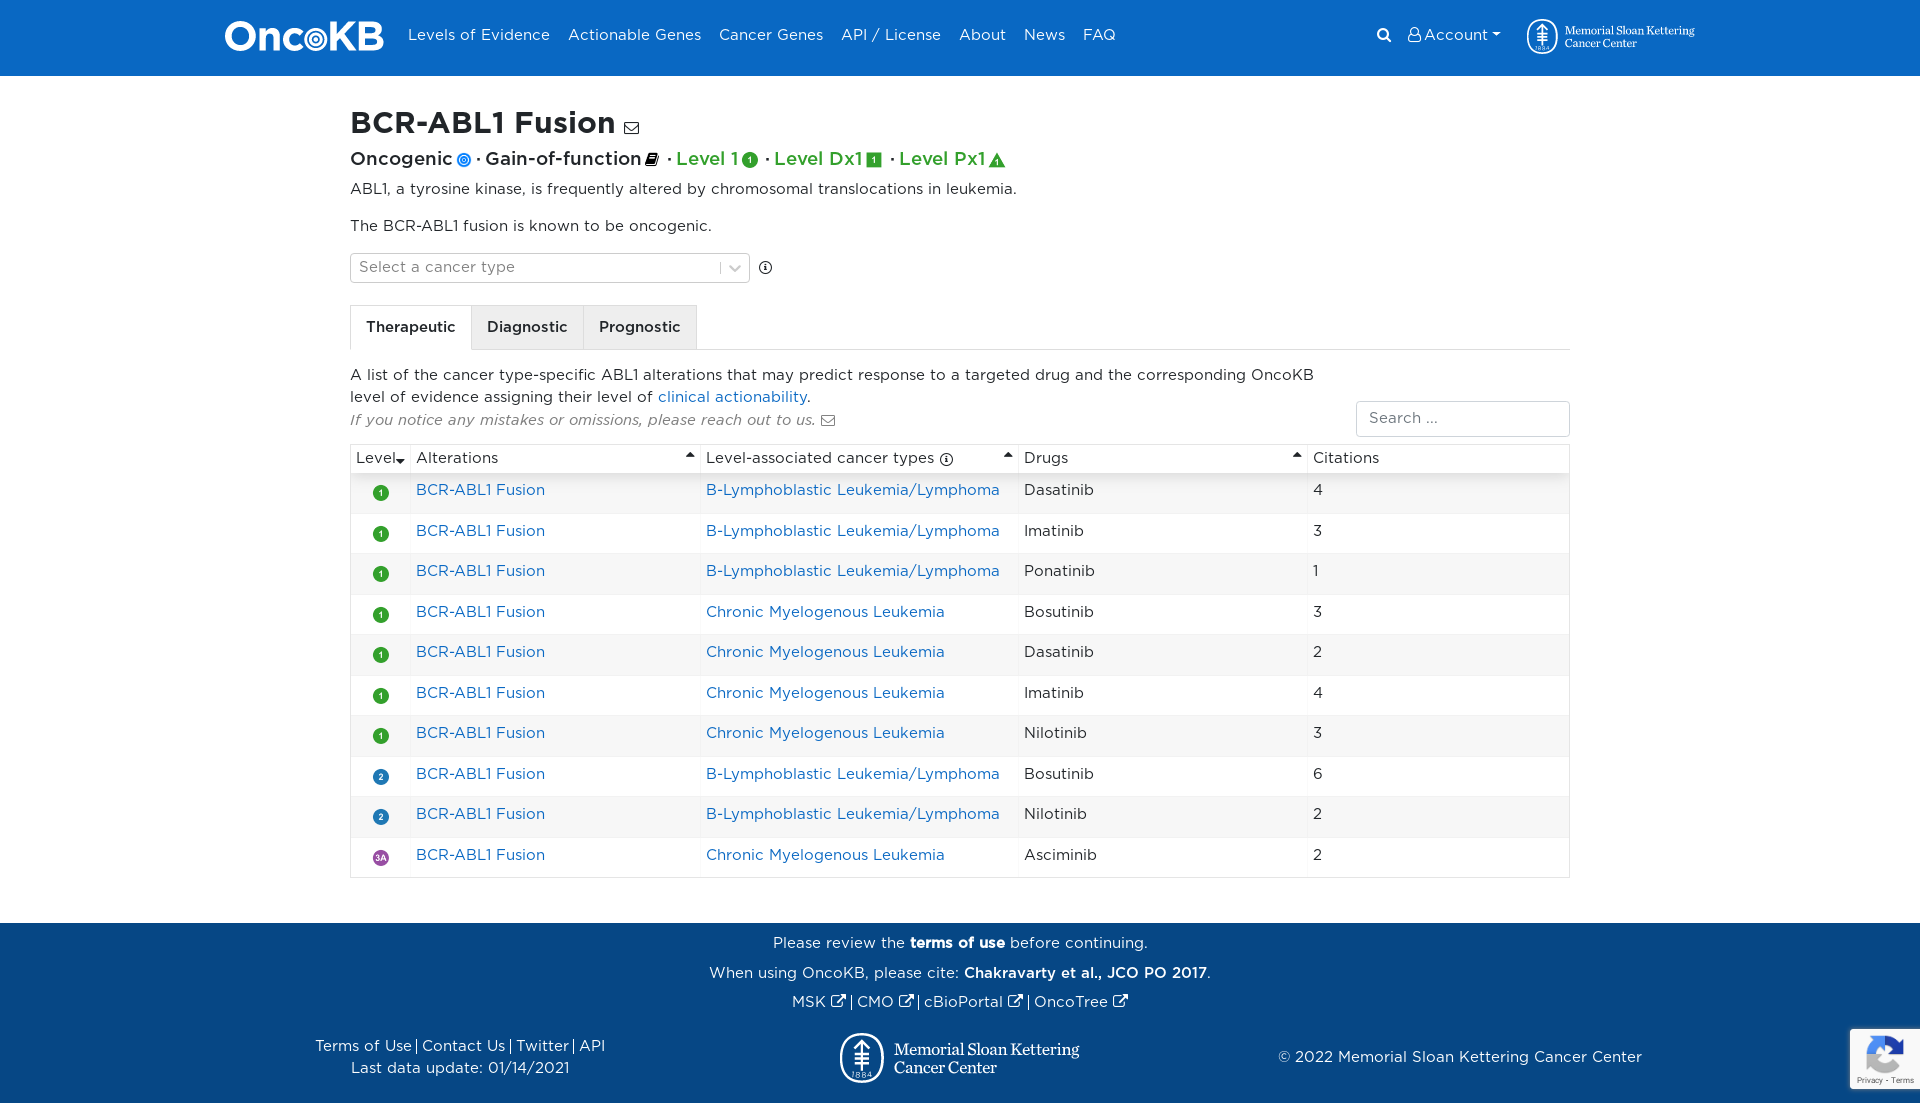 OncoKB Levels of Evidence Actionable Genes Cancer Genes API / License About News FAQ Account Memorial Sloan Kettering
Cancer Center
BCR-ABL1 Fusion
Oncogenic · Gain-of-function · Level 1 1 · Level Dx1 1 · Level Px1 1
ABL1, a tyrosine kinase, is frequently altered by chromosomal translocations in leukemia.
The BCR-ABL1 fusion is known to be oncogenic.
Select a cancer type
Therapeutic Diagnostic Prognostic
A list of the cancer type-specific ABL1 alterations that may predict response to a targeted drug and the corresponding OncoKB
level of evidence assigning their level of clinical actionability.
If you notice any mistakes or omissions, please reach out to us.
Search ...
Level Alterations Level-associated cancer types Drugs Citations
1 BCR-ABL1 Fusion B-Lymphoblastic Leukemia/Lymphoma Dasatinib 4
1 BCR-ABL1 Fusion B-Lymphoblastic Leukemia/Lymphoma Imatinib 3
1 BCR-ABL1 Fusion B-Lymphoblastic Leukemia/Lymphoma Ponatinib 1
1 BCR-ABL1 Fusion Chronic Myelogenous Leukemia Bosutinib 3
1 BCR-ABL1 Fusion Chronic Myelogenous Leukemia Dasatinib 2
1 BCR-ABL1 Fusion Chronic Myelogenous Leukemia Imatinib 4
1 BCR-ABL1 Fusion Chronic Myelogenous Leukemia Nilotinib 3
2 BCR-ABL1 Fusion B-Lymphoblastic Leukemia/Lymphoma Bosutinib 6
2 BCR-ABL1 Fusion B-Lymphoblastic Leukemia/Lymphoma Nilotinib 2
3A BCR-ABL1 Fusion Chronic Myelogenous Leukemia Asciminib 2
Please review the terms of use before continuing.
When using OncoKB, please cite: Chakravarty et al., JCO PO 2017.
MSK | CMO | cBioPortal | OncoTree
Terms of Use | Contact Us | Twitter | API
Last data update: 01/14/2021
1884 Memorial Sloan Kettering
Cancer Center
© 2022 Memorial Sloan Kettering Cancer Center
Privacy - Terms